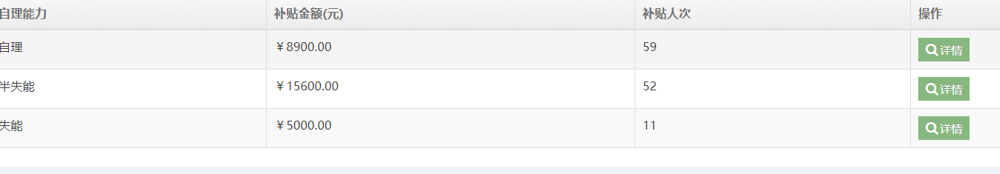 自理能力 补贴金额(元) 补贴人次 操作
自理 ￥8900.00 59 详情
半失能 ￥15600.00 52 详情
失能 ￥5000.00 11 详情